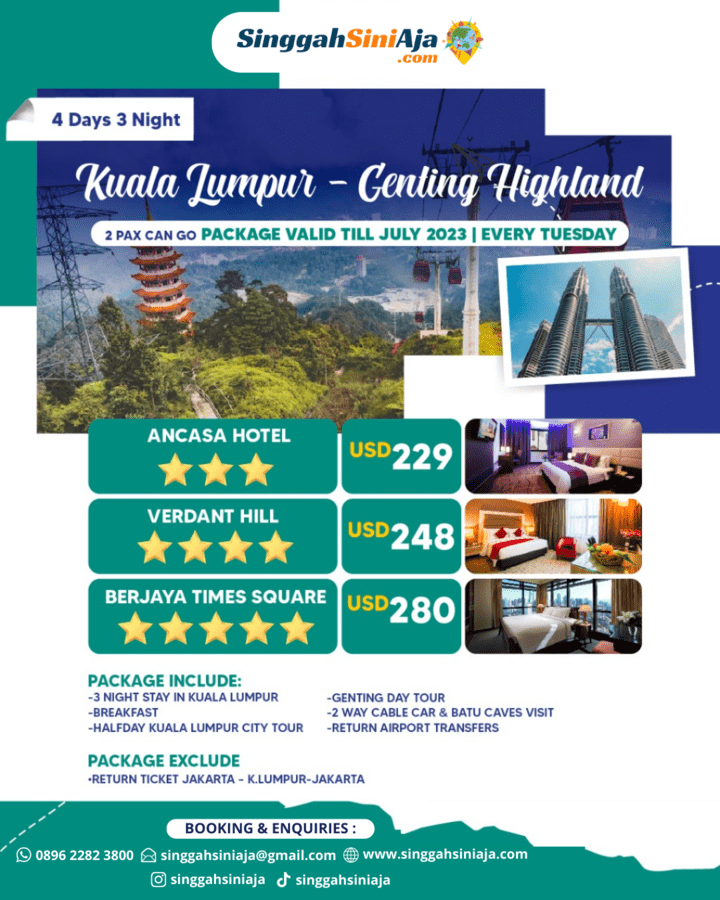 SinggahSiniAja
.com
4 Days 3 Night
Kuala Lumpur - Genting Highland
2 PAX CAN GO PACKAGE VALID TILL JULY 2023 | EVERY TUESDAY
ANCASA HOTEL
USD229
VERDANT HILL
USD248
BERJAYA TIMES SQUARE
USD280
PACKAGE INCLUDE:
-3 NIGHT STAY IN KUALA LUMPUR
-BREAKFAST
-HALFDAY KUALA LUMPUR CITY TOUR
-GENTING DAY TOUR
-2 WAY CABLE CAR & BATU CAVES VISIT
-RETURN AIRPORT TRANSFERS
PACKAGE EXCLUDE
•RETURN TICKET JAKARTA - K.LUMPUR-JAKARTA
BOOKING & ENQUIRIES :
0896 2282 3800 singgahsiniaja@gmail.com www.singgahsiniaja.com
singgahsiniaja singgahsiniaja